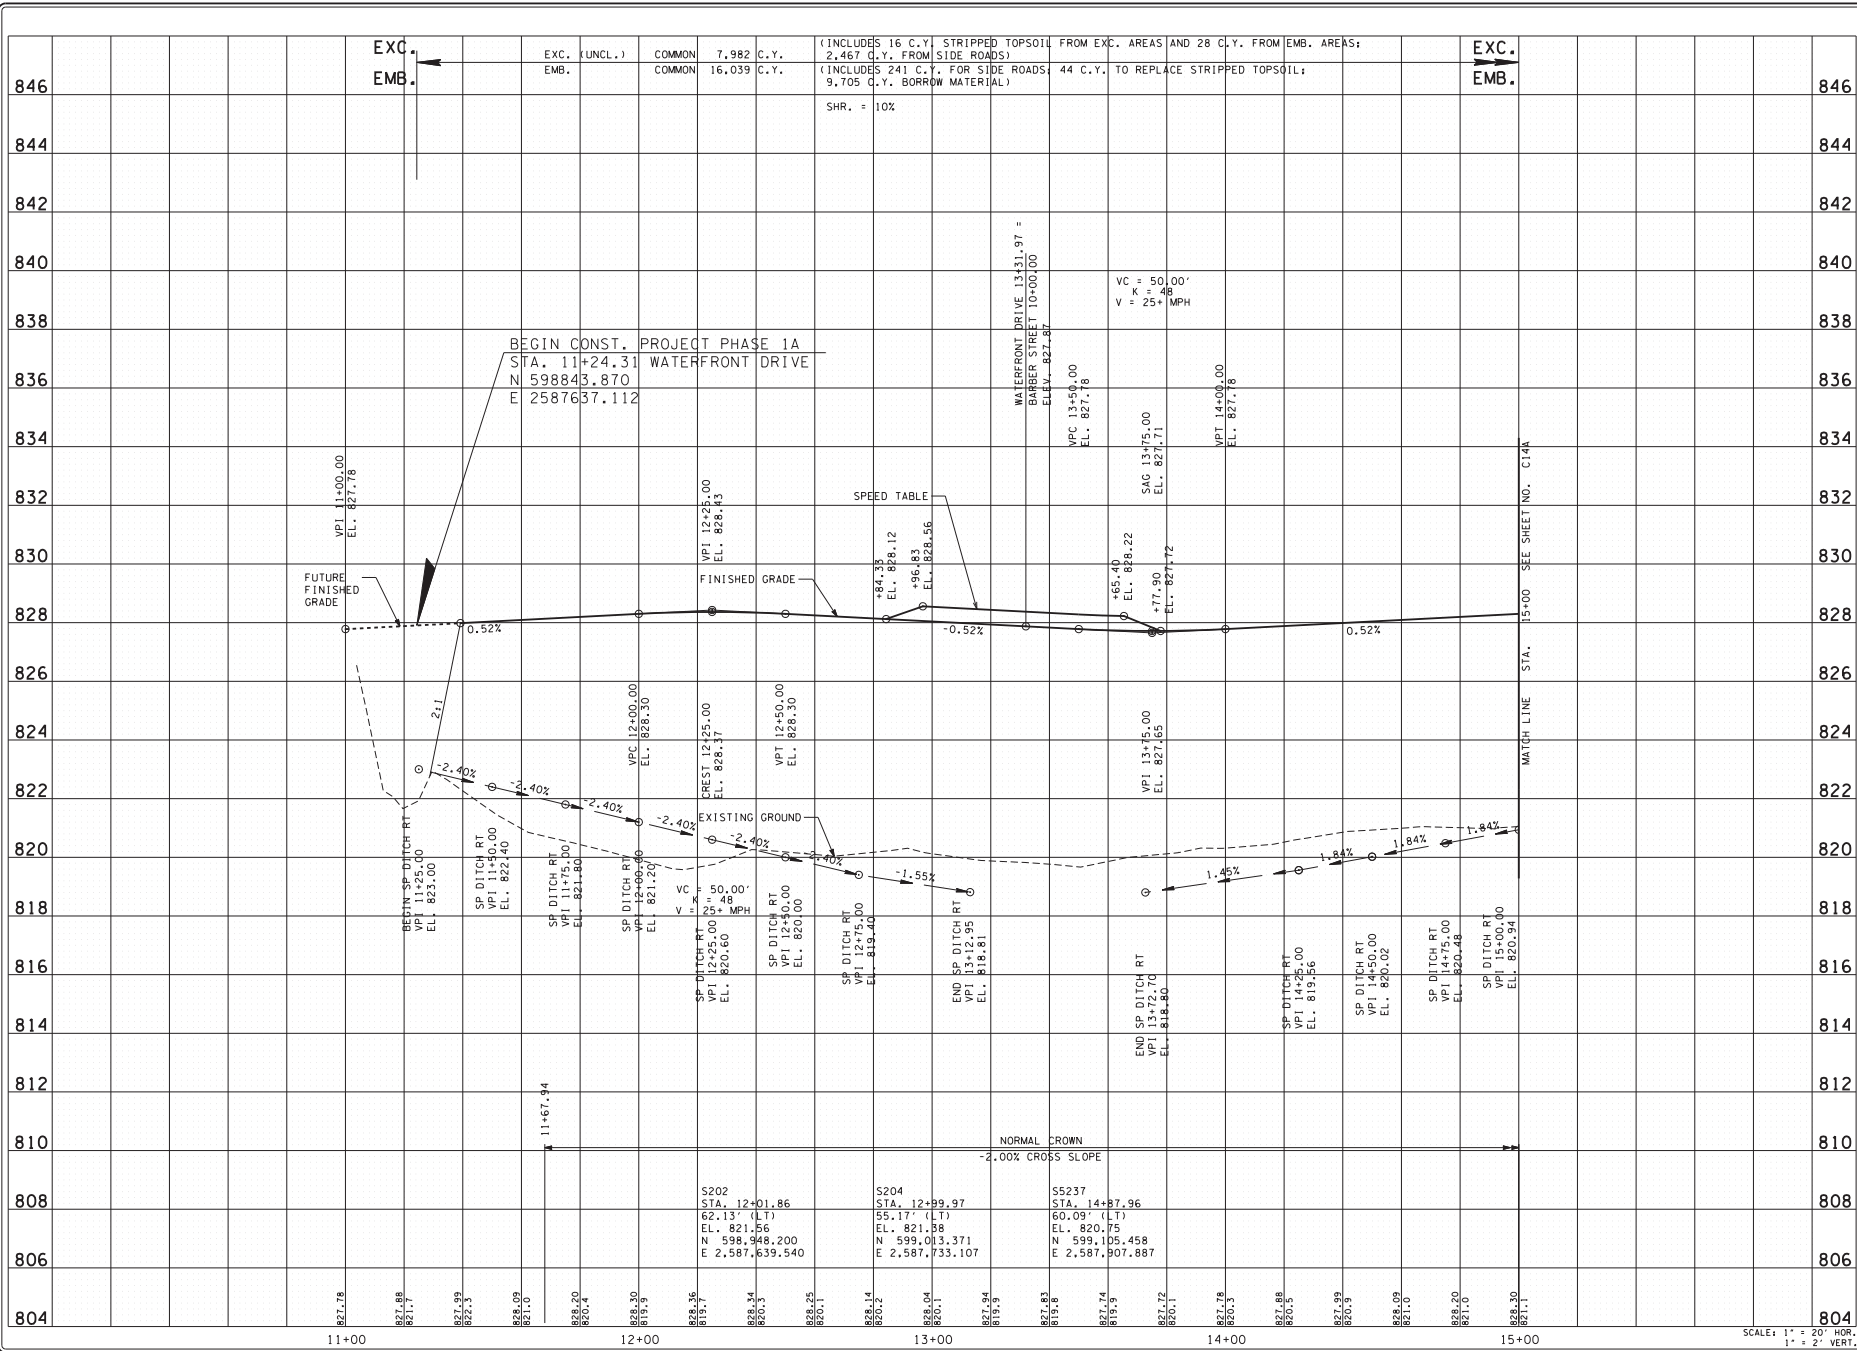 EXC.
EMB.
EXC. (UNCL.) COMMON 7,982 C.Y. (INCLUDES 16 C.Y. STRIPPED TOPSOIL FROM EXC. AREAS AND 28 C.Y. FROM EMB. AREAS;
2,467 C.Y. FROM SIDE ROADS)
EMB. COMMON 16,039 C.Y. (INCLUDES 241 C.Y. FOR SIDE ROADS; 44 C.Y. TO REPLACE STRIPPED TOPSOIL;
9,705 C.Y. BORROW MATERIAL)
SHR. = 10%
EXC.
EMB.
846 846
844 844
842 842
840 840
838 838
836 836
834 834
832 832
830 830
828 828
826 826
824 824
822 822
820 820
818 818
816 816
814 814
812 812
810 810
808 808
806 806
804 804
BEGIN CONST. PROJECT PHASE 1A
STA. 11+24.31 WATERFRONT DRIVE
N 598843.870
E 2587637.112
WATERFRONT DRIVE 13+31.97 =
BARBER STREET 10+00.00
ELEV. 827.87
VC = 50.00'
K = 48
V = 25+ MPH
VPI 11+00.00
EL. 827.78
VPI 12+25.00
EL. 828.43
SPEED TABLE
+84.33
EL. 828.12
+96.83
EL. 828.56
VPC 13+50.00
EL. 827.78
SAG 13+75.00
EL. 827.71
VPT 14+00.00
EL. 827.78
+65.40
EL. 828.22
+77.90
EL. 827.72
MATCH LINE STA. 15+00 SEE SHEET NO. C14A
FUTURE
FINISHED
GRADE
FINISHED GRADE
0.52%
-0.52%
0.52%
2:1
VPC 12+00.00
EL. 828.30
CREST 12+25.00
EL. 828.37
VPT 12+50.00
EL. 828.30
VPI 13+75.00
EL. 827.65
-2.40%
-2.40%
-2.40%
-2.40%
-2.40%
-2.40%
-1.55%
1.45%
1.84%
1.84%
1.84%
EXISTING GROUND
VC = 50.00'
K = 48
V = 25+ MPH
BEGIN SP DITCH RT
VPI 11+25.00
EL. 823.00
SP DITCH RT
VPI 11+50.00
EL. 822.40
SP DITCH RT
VPI 11+75.00
EL. 821.80
SP DITCH RT
VPI 12+00.00
EL. 821.20
SP DITCH RT
VPI 12+25.00
EL. 820.60
SP DITCH RT
VPI 12+50.00
EL. 820.00
SP DITCH RT
VPI 12+75.00
EL. 819.40
END SP DITCH RT
VPI 13+12.95
EL. 818.81
END SP DITCH RT
VPI 13+72.70
EL. 818.80
SP DITCH RT
VPI 14+25.00
EL. 819.56
SP DITCH RT
VPI 14+50.00
EL. 820.02
SP DITCH RT
VPI 14+75.00
EL. 820.48
SP DITCH RT
VPI 15+00.00
EL. 820.94
11+67.94
NORMAL CROWN
-2.00% CROSS SLOPE
S202
STA. 12+01.86
62.13' (LT)
EL. 821.56
N 598,948.200
E 2,587,639.540
S204
STA. 12+99.97
55.17' (LT)
EL. 821.38
N 599,013.371
E 2,587,733.107
S5237
STA. 14+87.96
60.09' (LT)
EL. 820.75
N 599,105.458
E 2,587,907.887
827.78
827.88
821.7
827.99
822.3
828.09
821.0
828.20
820.4
828.30
819.9
828.36
819.7
828.34
820.3
828.25
820.1
828.14
820.2
828.04
820.1
827.94
819.9
827.83
819.8
827.74
819.9
827.72
820.1
827.78
820.3
827.88
820.5
827.99
820.9
828.09
821.0
828.20
821.0
828.30
821.1
11+00 12+00 13+00 14+00 15+00
SCALE: 1" = 20' HOR.
1" = 2' VERT.